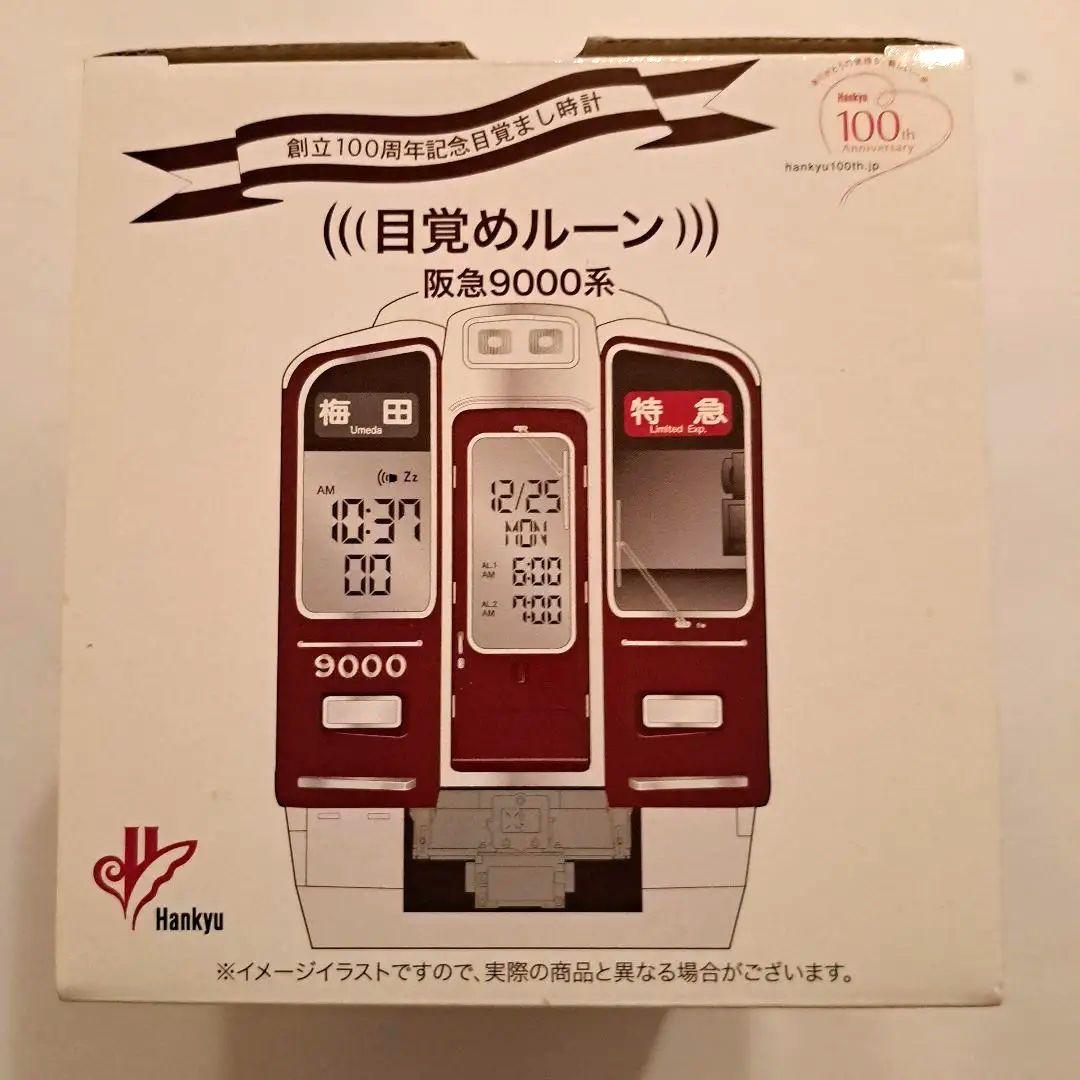 創立100周年記念目覚まし時計
Hankyu
100th
Anniversary
hankyu100th.jp
(((目覚めルーン)))
阪急9000系
梅田
Umeda
特急
Limited Exp.
Zz
AM
10:37
00
12/25
MON
AL.1
AM
6:00
AL.2
AM
7:00
9000
Hankyu
※イメージイラストですので、実際の商品と異なる場合がございます。